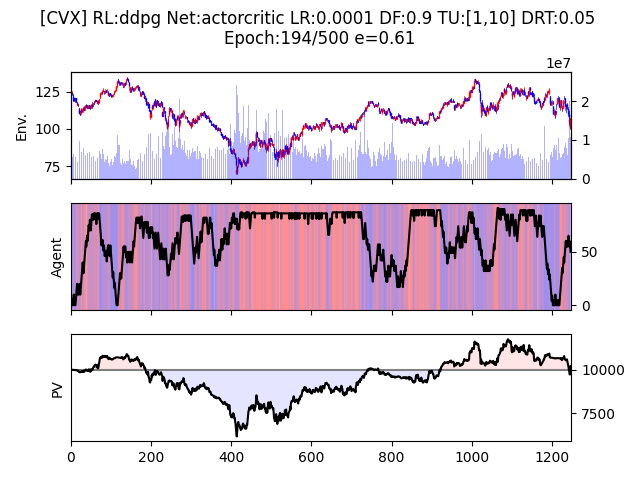 [CVX] RL:ddpg Net:actorcritic LR:0.0001 DF:0.9 TU:[1,10] DRT:0.05
Epoch:194/500 e=0.61
1e7
Env.
125
100
75
2
1
0
Agent
50
0
PV
10000
7500
0 200 400 600 800 1000 1200